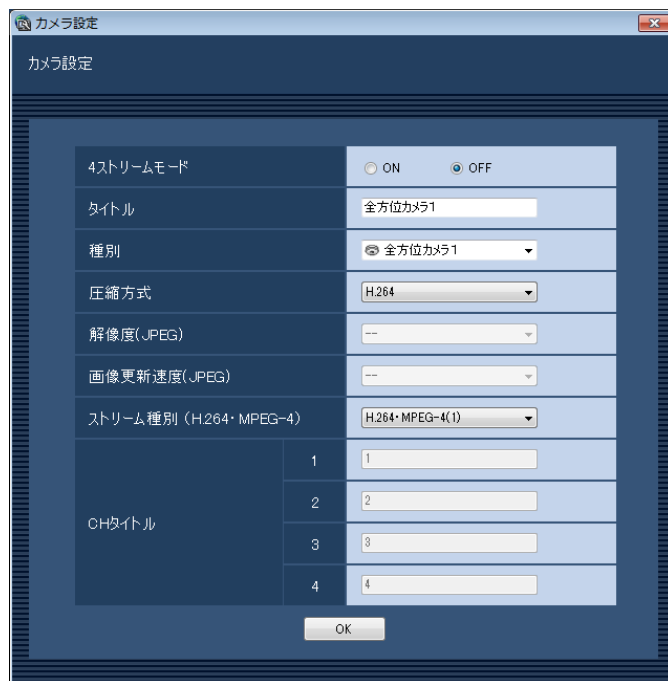 カメラ設定
カメラ設定
4ストリームモード ON OFF
タイトル 全方位カメラ1
種別 全方位カメラ1
圧縮方式 H.264
解像度(JPEG) --
画像更新速度(JPEG) --
ストリーム種別 (H.264・MPEG-4) H.264・MPEG-4(1)
CHタイトル
1 1
2 2
3 3
4 4
OK